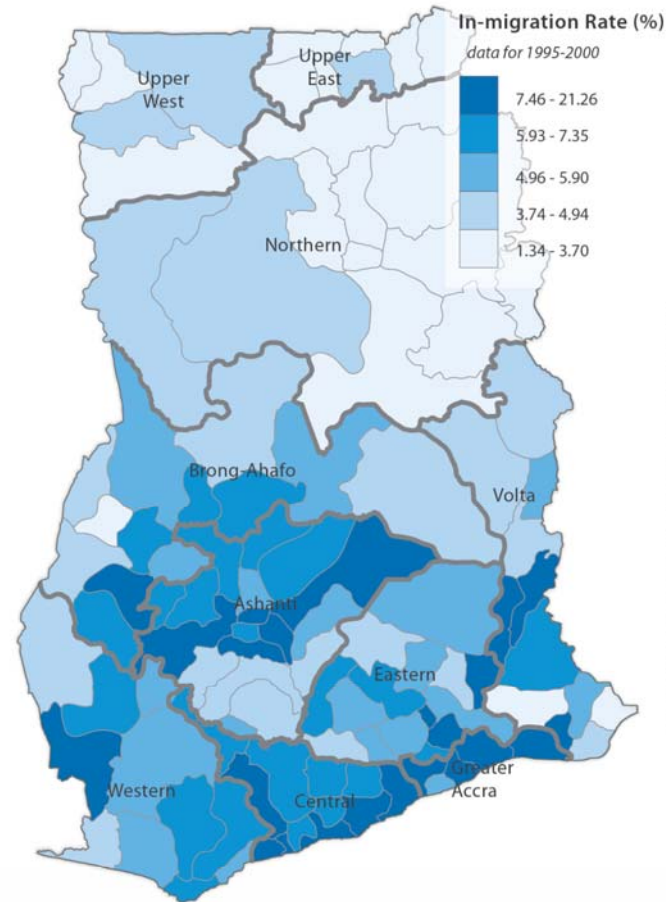 In-migration Rate (%)
data for 1995-2000
7.46 - 21.26
5.93 - 7.35
4.96 - 5.90
3.74 - 4.94
1.34 - 3.70
Upper
West
Upper
East
Northern
Brong-Ahafo
Volta
Ashanti
Eastern
Western
Central
Greater
Accra